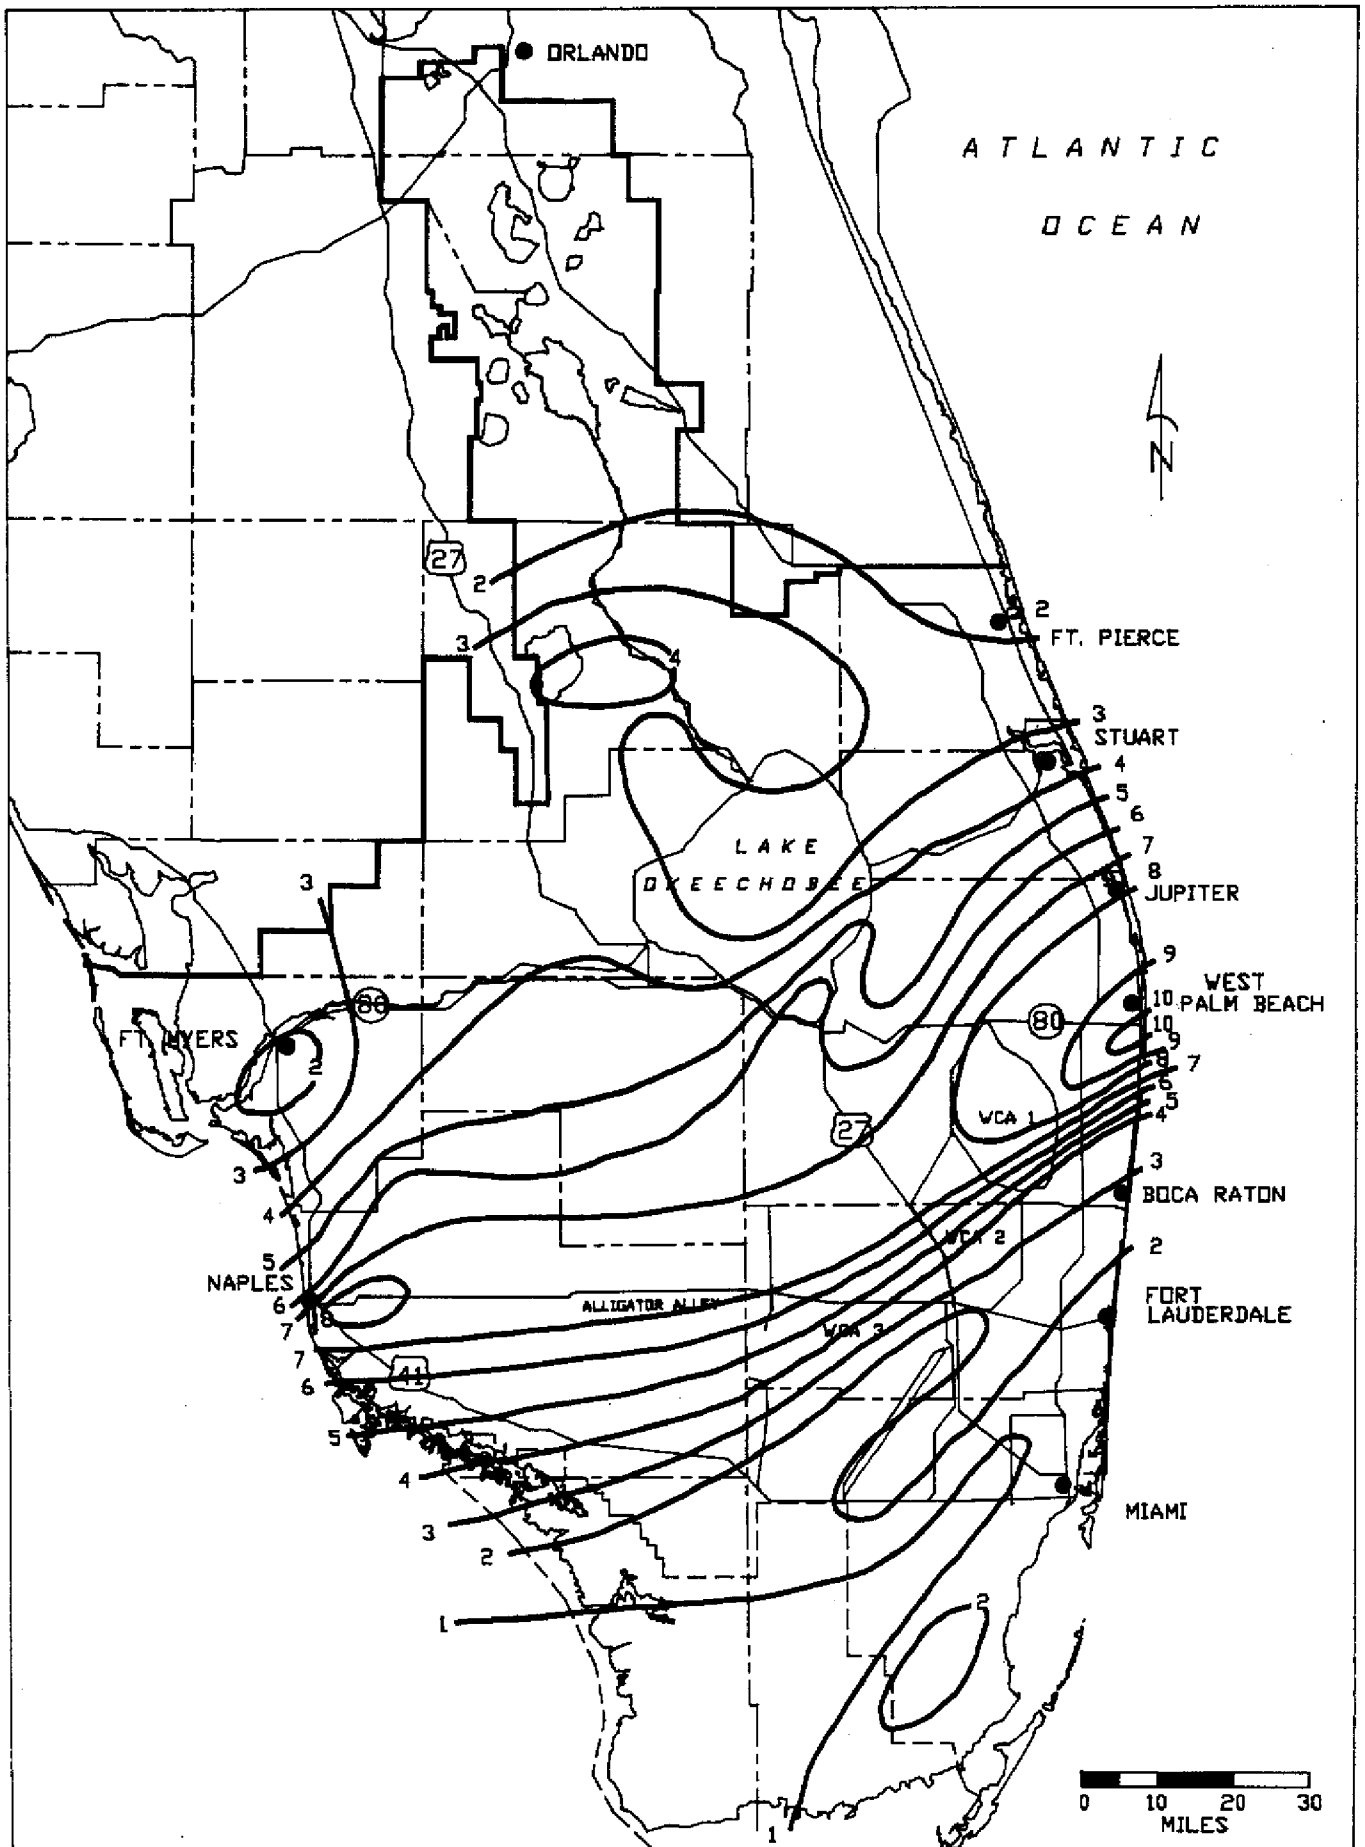 ORLANDO
ATLANTIC
OCEAN
N
27
2
2
FT. PIERCE
3
4
3
STUART
4
5
6
7
8
JUPITER
LAKE
OKEECHOBEE
3
9
WEST
PALM BEACH
10
10
9
8
7
6
5
4
80
80
FT. MYERS
2
WCA 1
27
3
3
BOCA RATON
4
WCA 2
2
5
NAPLES
6
7
8
ALLIGATOR ALLEY
FORT
LAUDERDALE
WCA 3
7
6
41
5
4
MIAMI
3
2
1
2
0 10 20 30
MILES
1